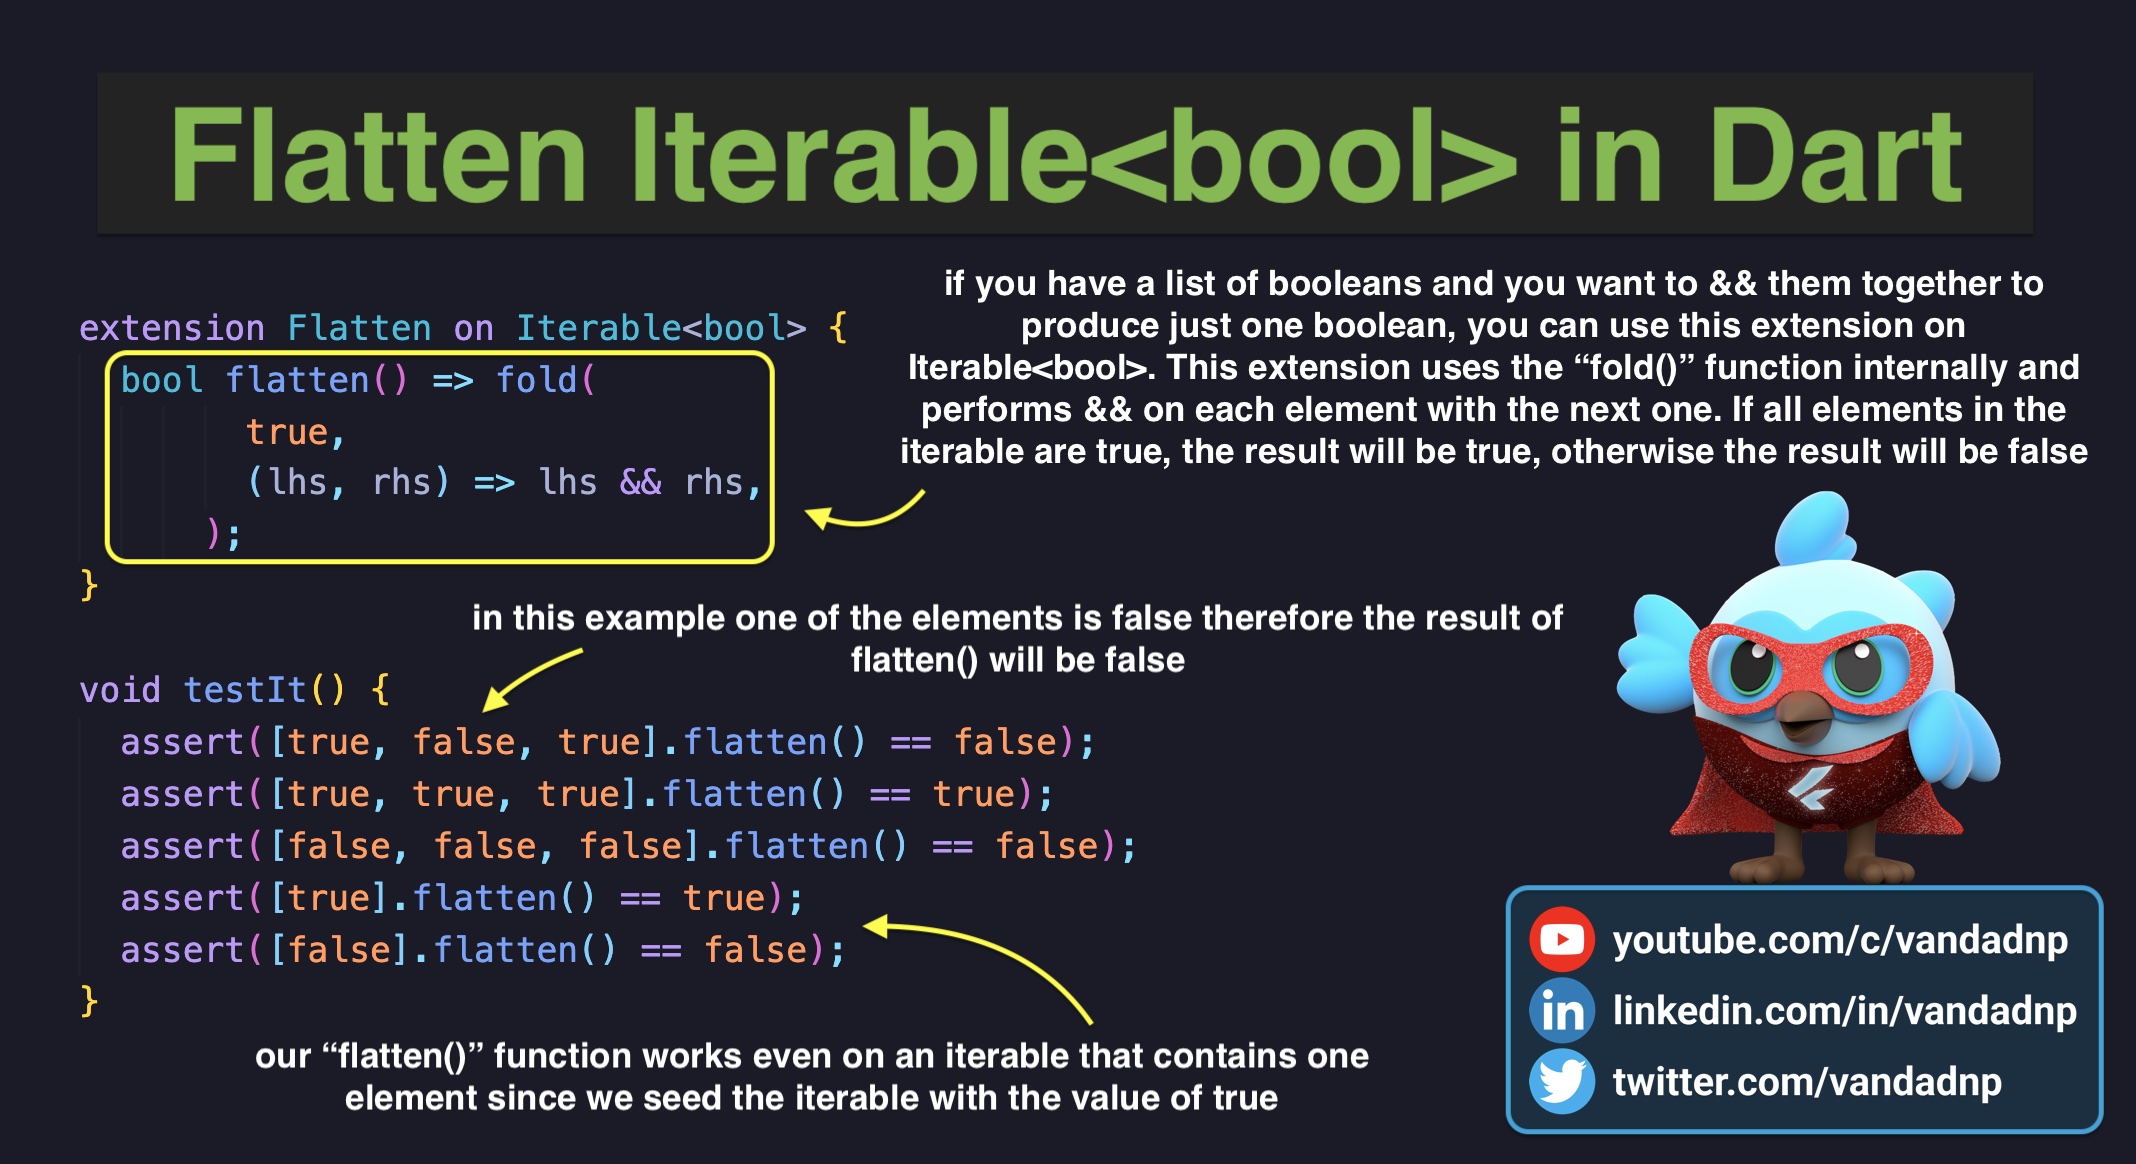 Flatten Iterable<bool> in Dart
extension Flatten on Iterable<bool> {
bool flatten() => fold(
true,
(lhs, rhs) => lhs && rhs,
);
}
if you have a list of booleans and you want to && them together to
produce just one boolean, you can use this extension on
Iterable<bool>. This extension uses the “fold()” function internally and
performs && on each element with the next one. If all elements in the
iterable are true, the result will be true, otherwise the result will be false
in this example one of the elements is false therefore the result of
flatten() will be false
void testIt() {
assert([true, false, true].flatten() == false);
assert([true, true, true].flatten() == true);
assert([false, false, false].flatten() == false);
assert([true].flatten() == true);
assert([false].flatten() == false);
}
our “flatten()” function works even on an iterable that contains one
element since we seed the iterable with the value of true
youtube.com/c/vandadnp
in linkedin.com/in/vandadnp
twitter.com/vandadnp